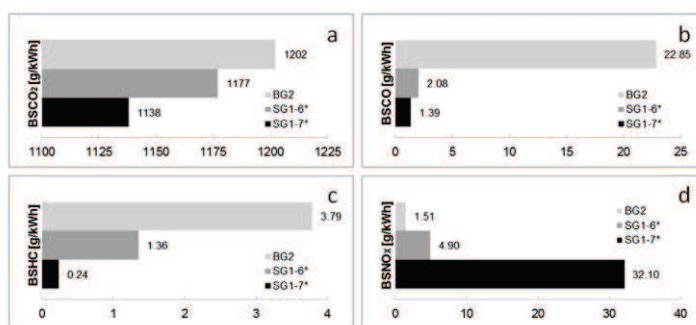 a
BSCO2 [g/kWh]
1202
1177
1138
BG2
SG1-6*
SG1-7*
1100 1125 1150 1175 1200 1225
b
BSCO [g/kWh]
22.85
2.08
1.39
BG2
SG1-6*
SG1-7*
0 5 10 15 20 25
c
BSHC [g/kWh]
3.79
1.36
0.24
BG2
SG1-6*
SG1-7*
0 1 2 3 4
d
BSNOx [g/kWh]
1.51
4.90
32.10
BG2
SG1-6*
SG1-7*
0 10 20 30 40